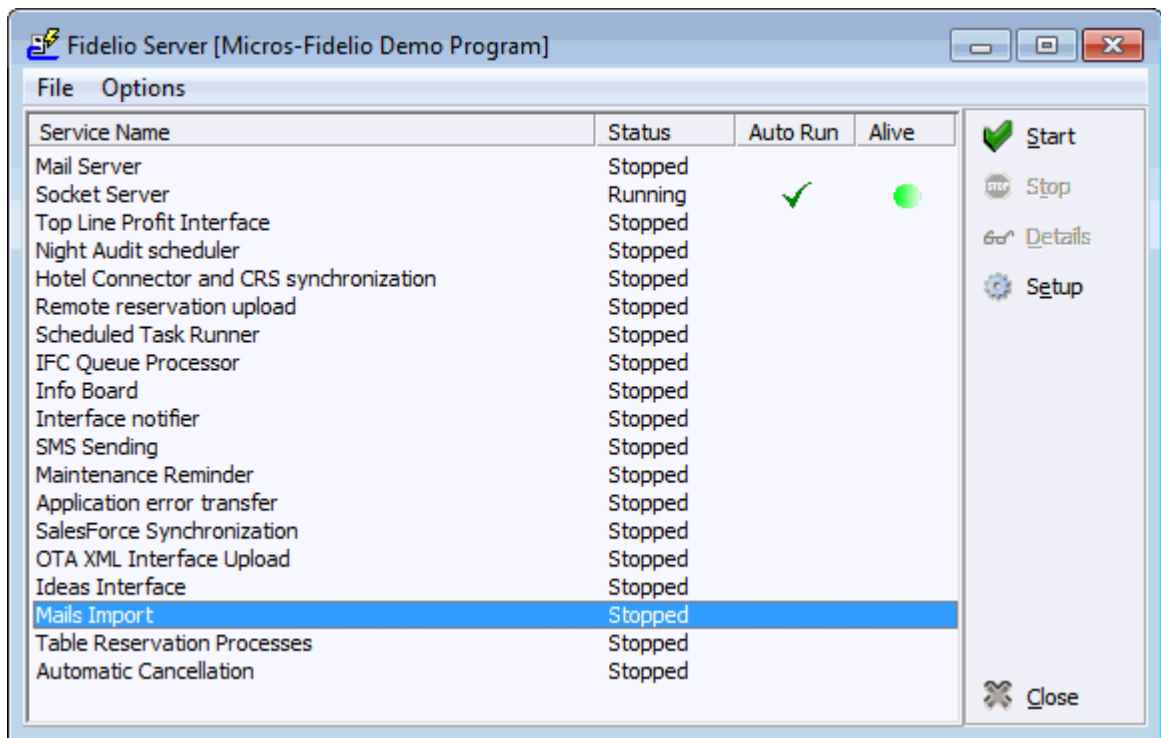 Fidelio Server [Micros-Fidelio Demo Program]
File Options
Service Name Status Auto Run Alive
Mail Server Stopped
Socket Server Running
Top Line Profit Interface Stopped
Night Audit scheduler Stopped
Hotel Connector and CRS synchronization Stopped
Remote reservation upload Stopped
Scheduled Task Runner Stopped
IFC Queue Processor Stopped
Info Board Stopped
Interface notifier Stopped
SMS Sending Stopped
Maintenance Reminder Stopped
Application error transfer Stopped
SalesForce Synchronization Stopped
OTA XML Interface Upload Stopped
Ideas Interface Stopped
Mails Import Stopped
Table Reservation Processes Stopped
Automatic Cancellation Stopped
Start
STOP Stop
Details
Setup
Close